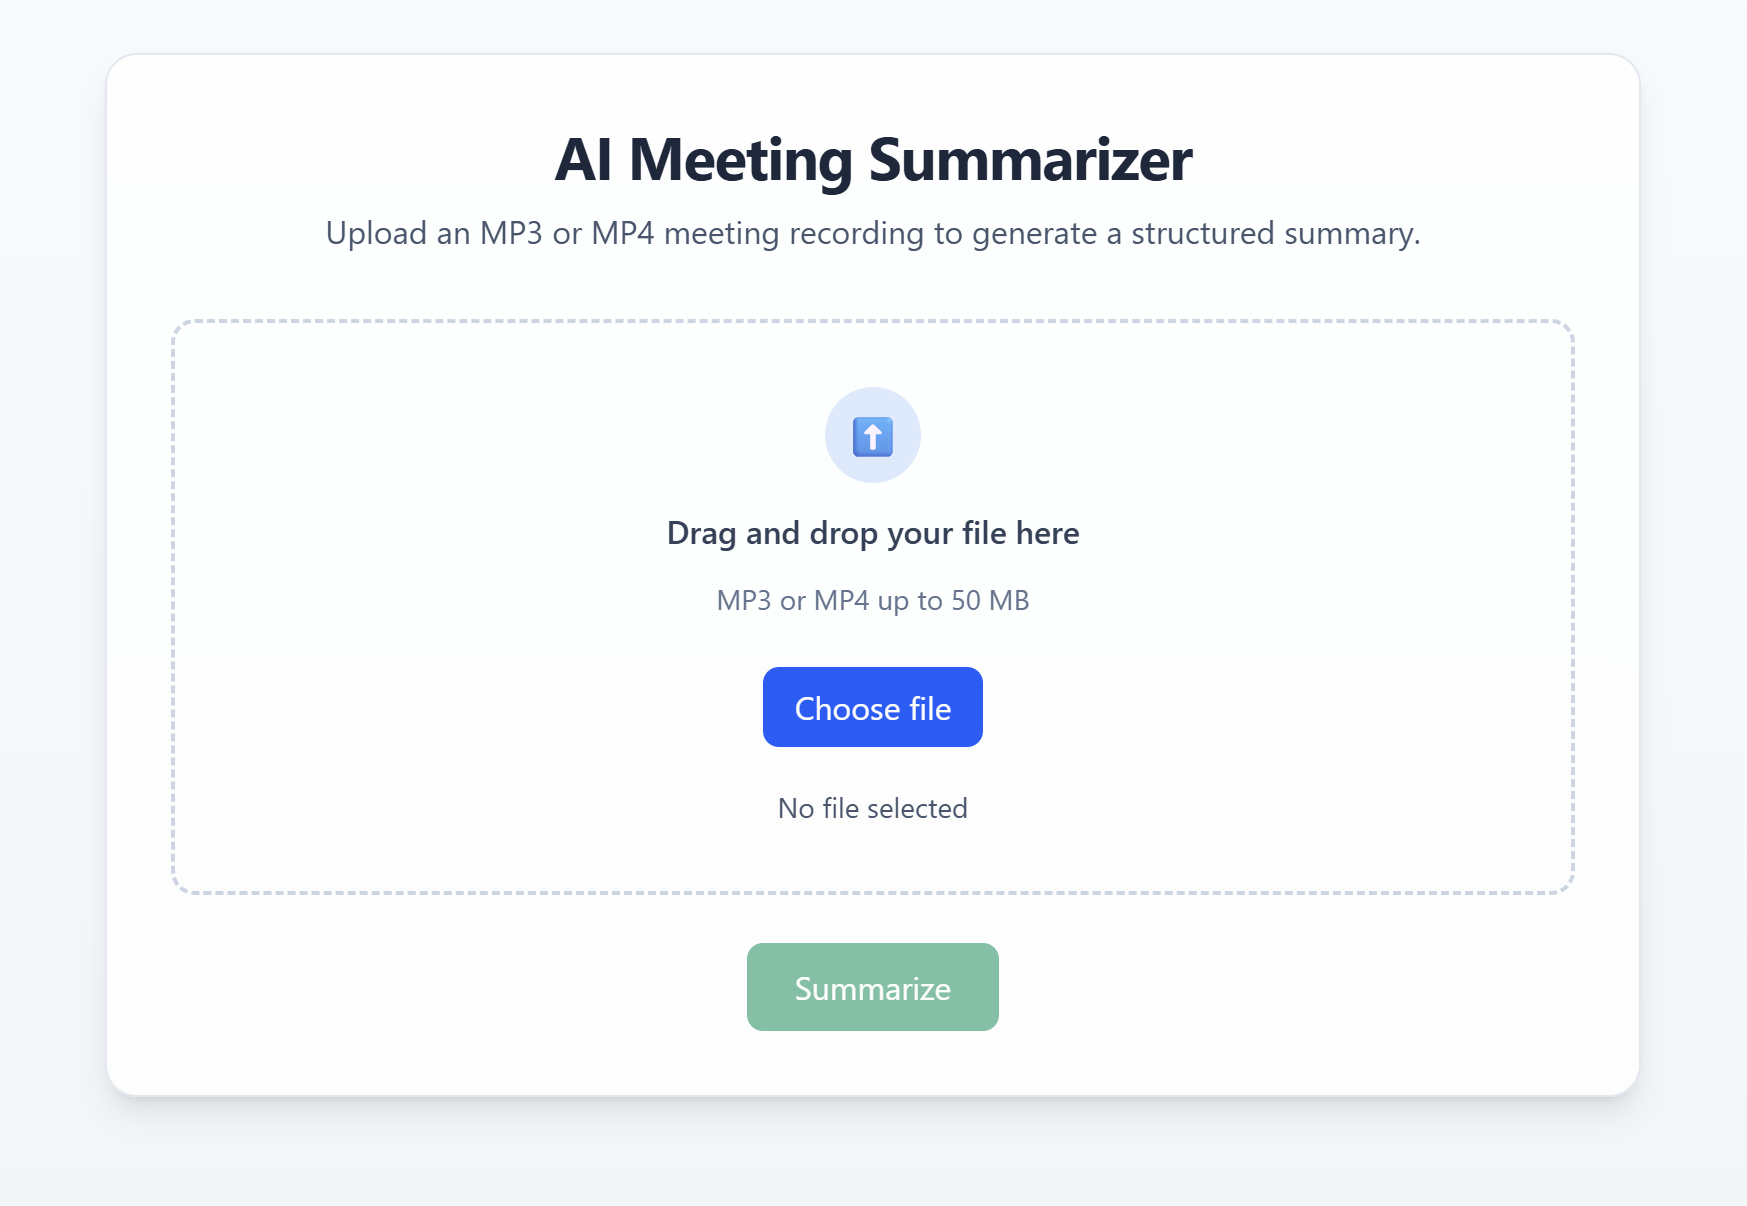 AI Meeting Summarizer
Upload an MP3 or MP4 meeting recording to generate a structured summary.
Drag and drop your file here
MP3 or MP4 up to 50 MB
Choose file
No file selected
Summarize